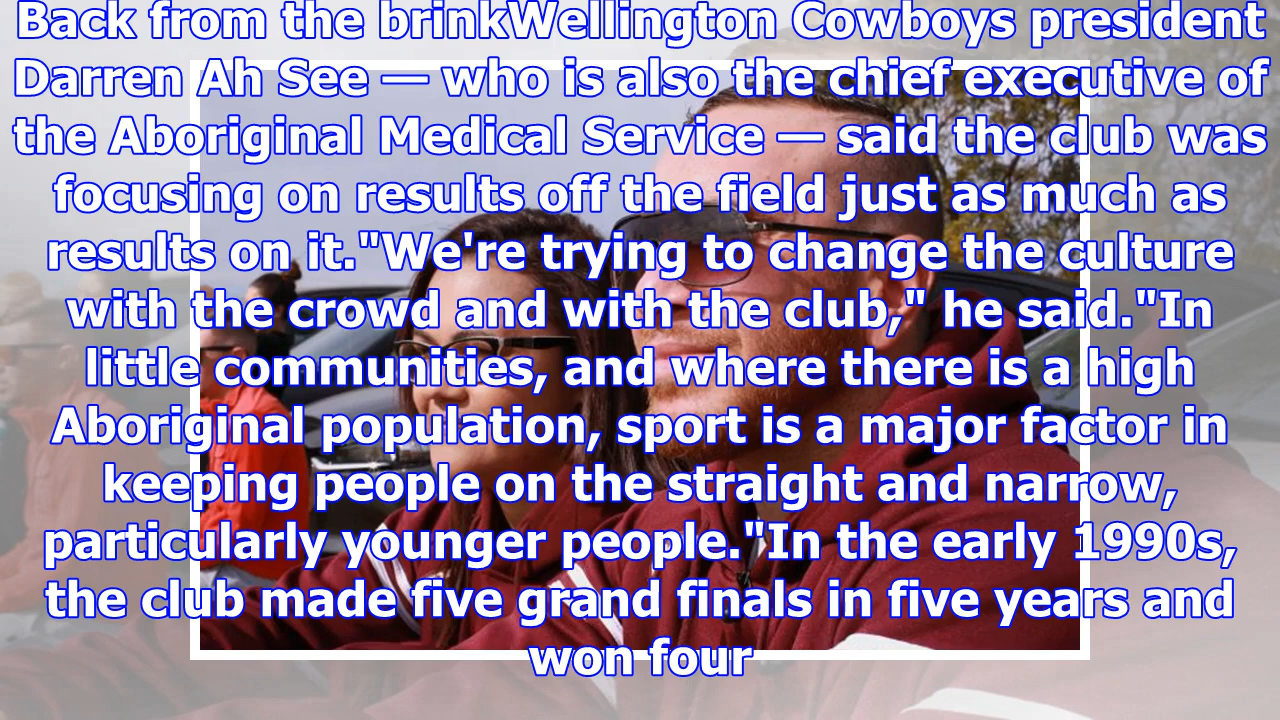 Back from the brinkWellington Cowboys president
Darren Ah See — who is also the chief executive of
the Aboriginal Medical Service — said the club was
focusing on results off the field just as much as
results on it."We're trying to change the culture
with the crowd and with the club," he said."In
little communities, and where there is a high
Aboriginal population, sport is a major factor in
keeping people on the straight and narrow,
particularly younger people."In the early 1990s,
the club made five grand finals in five years and
won four